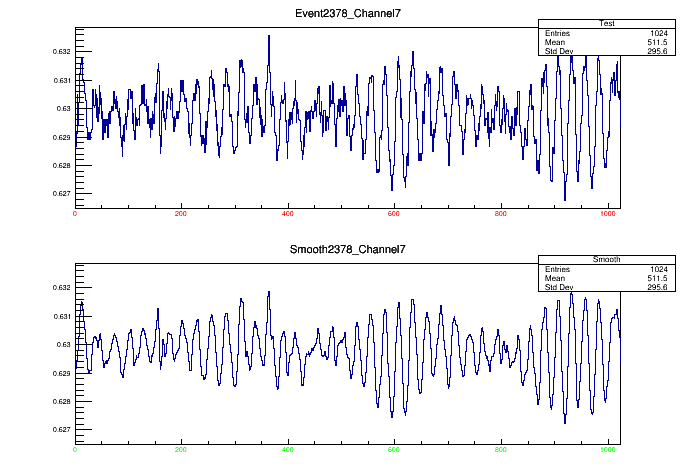 Event2378_Channel7
Test
Entries 1024
Mean 511.5
Std Dev 295.6
0.632
0.631
0.63
0.629
0.628
0.627
0 200 400 600 800 1000
Smooth2378_Channel7
Smooth
Entries 1024
Mean 511.5
Std Dev 295.6
0.632
0.631
0.63
0.629
0.628
0.627
0 200 400 600 800 1000